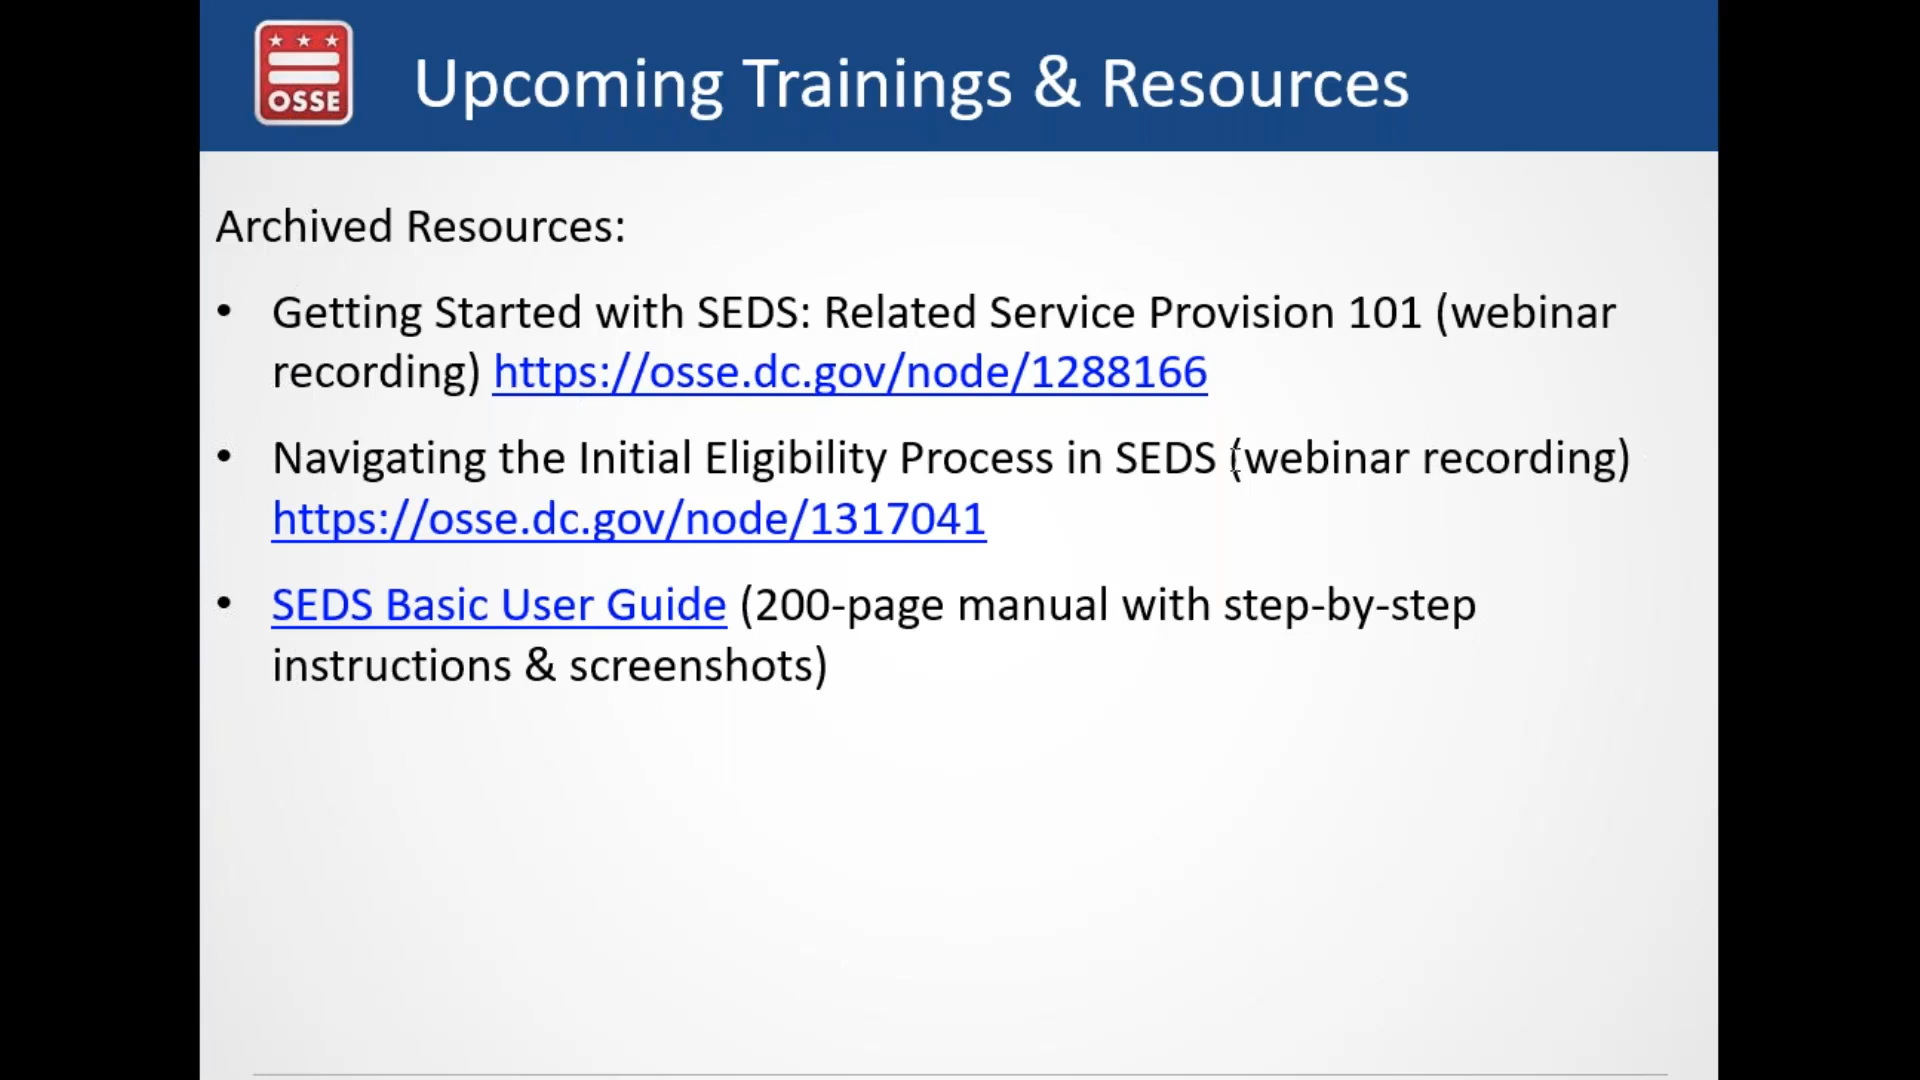 OSSE
Upcoming Trainings & Resources
Archived Resources:
• Getting Started with SEDS: Related Service Provision 101 (webinar
recording) https://osse.dc.gov/node/1288166
• Navigating the Initial Eligibility Process in SEDS (webinar recording)
https://osse.dc.gov/node/1317041
• SEDS Basic User Guide (200-page manual with step-by-step
instructions & screenshots)